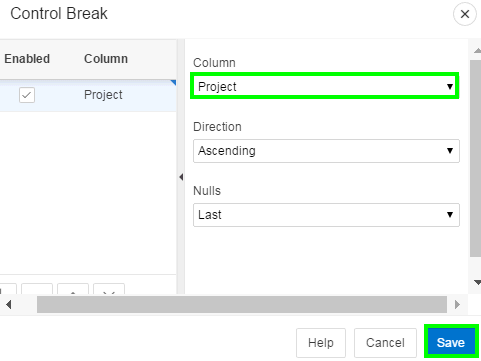 Control Break
Enabled Column
Project
Column
Project
Direction
Ascending
Nulls
Last
Help Cancel Save